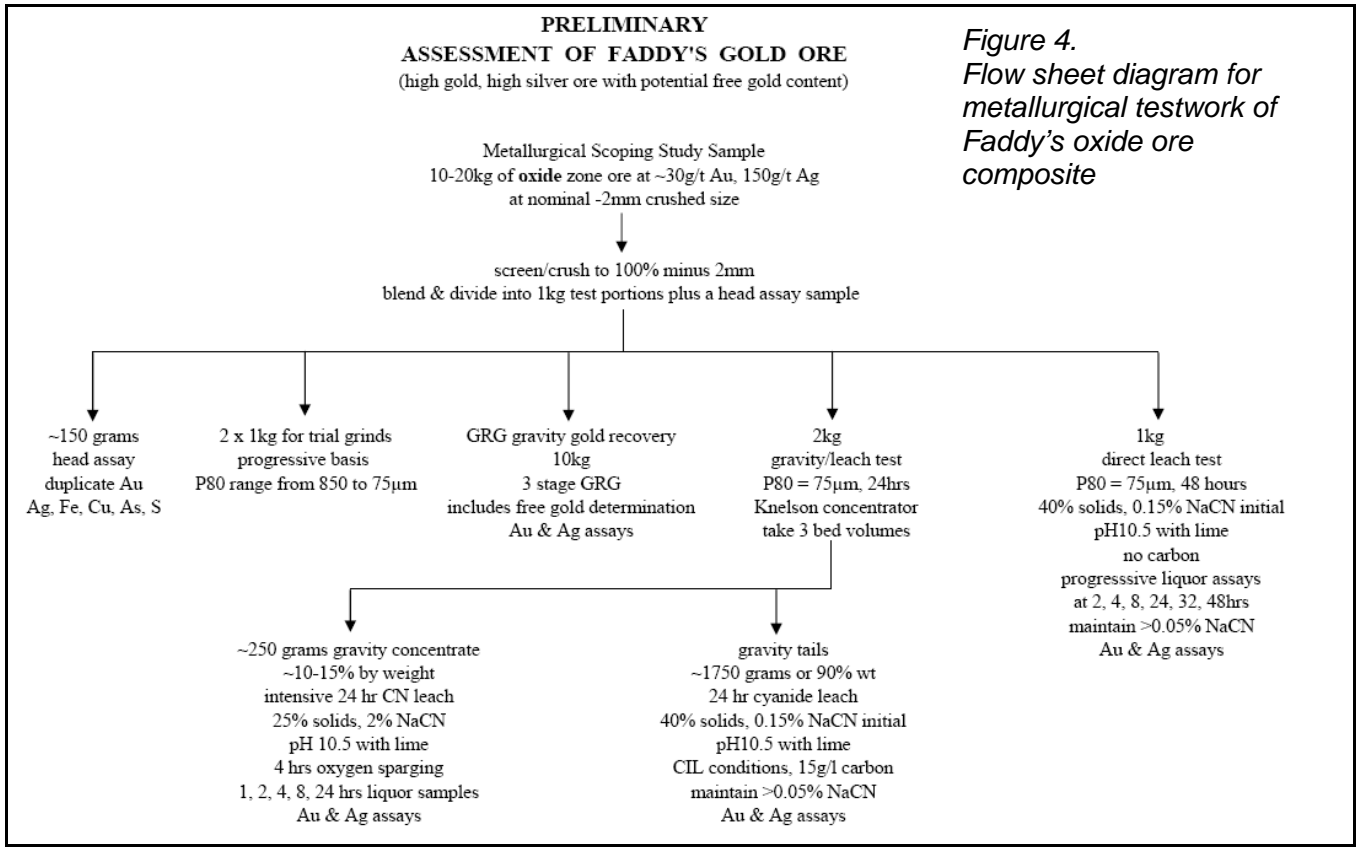 PRELIMINARY
ASSESSMENT OF FADDY'S GOLD ORE
(high gold, high silver ore with potential free gold content)
Figure 4.
Flow sheet diagram for
metallurgical testwork of
Faddy's oxide ore
composite
Metallurgical Scoping Study Sample
10-20kg of oxide zone ore at ~30g/t Au, 150g/t Ag
at nominal -2mm crushed size
screen/crush to 100% minus 2mm
blend & divide into 1kg test portions plus a head assay sample
~150 grams
head assay
duplicate Au
Ag, Fe, Cu, As, S
2 x 1kg for trial grinds
progressive basis
P80 range from 850 to 75µm
GRG gravity gold recovery
10kg
3 stage GRG
includes free gold determination
Au & Ag assays
2kg
gravity/leach test
P80 = 75µm, 24hrs
Knelson concentrator
take 3 bed volumes
1kg
direct leach test
P80 = 75µm, 48 hours
40% solids, 0.15% NaCN initial
pH10.5 with lime
no carbon
progresssive liquor assays
at 2, 4, 8, 24, 32, 48hrs
maintain >0.05% NaCN
Au & Ag assays
~250 grams gravity concentrate
~10-15% by weight
intensive 24 hr CN leach
25% solids, 2% NaCN
pH 10.5 with lime
4 hrs oxygen sparging
1, 2, 4, 8, 24 hrs liquor samples
Au & Ag assays
gravity tails
~1750 grams or 90% wt
24 hr cyanide leach
40% solids, 0.15% NaCN initial
pH10.5 with lime
CIL conditions, 15g/l carbon
maintain >0.05% NaCN
Au & Ag assays